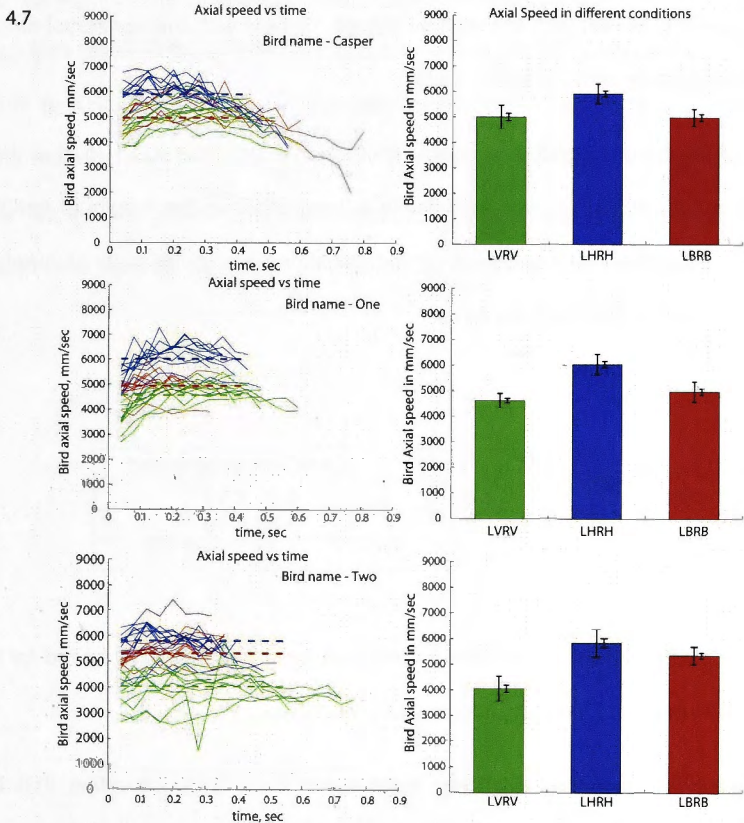 4.7
Axial speed vs time
Bird name - Casper
Bird axial speed, mm/sec
9000
8000
7000
6000
5000
4000
3000
2000
1000
0
0.1 0.2 0.3 0.4 0.5 0.6 0.7 0.8 0.9
time, sec
Axial Speed in different conditions
Bird Axial speed in mm/sec
9000
8000
7000
6000
5000
4000
3000
2000
1000
0
LVRV LHRH LBRB
Axial speed vs time
Bird name - One
Bird axial speed, mm/sec
9000
8000
7000
6000
5000
4000
3000
2000
1000
0
0.1 0.2 0.3 0.4 0.5 0.6 0.7 0.8 0.9
time, sec
Bird Axial speed in mm/sec
9000
8000
7000
6000
5000
4000
3000
2000
1000
0
LVRV LHRH LBRB
Axial speed vs time
Bird name - Two
Bird axial speed, mm/sec
9000
8000
7000
6000
5000
4000
3000
2000
1000
0
0.1 0.2 0.3 0.4 0.5 0.6 0.7 0.8 0.9
time, sec
Bird Axial speed in mm/sec
9000
8000
7000
6000
5000
4000
3000
2000
1000
0
LVRV LHRH LBRB